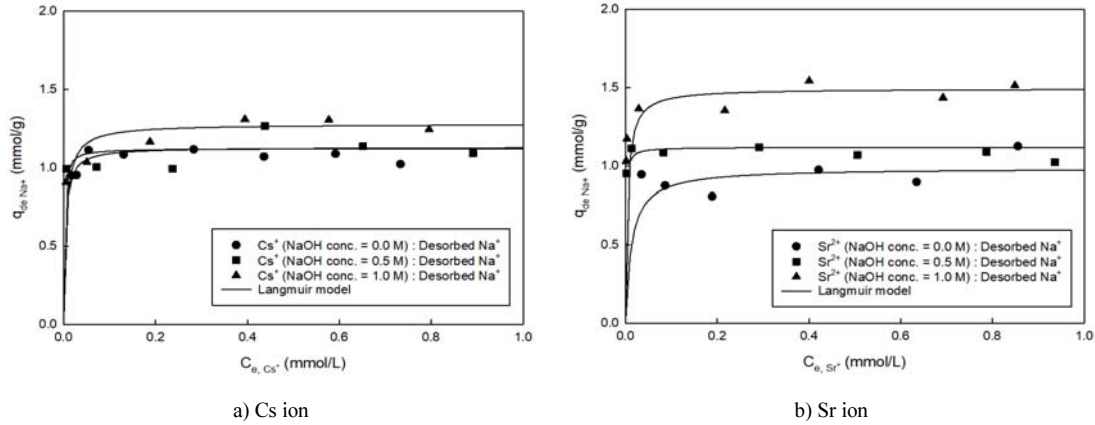 2.0
1.5
1.0
0.5
0.0
q de Na⁺ (mmol/g)
Cs⁺ (NaOH conc. = 0.0 M) : Desorbed Na⁺
Cs⁺ (NaOH conc. = 0.5 M) : Desorbed Na⁺
Cs⁺ (NaOH conc. = 1.0 M) : Desorbed Na⁺
Langmuir model
0.0 0.2 0.4 0.6 0.8 1.0
C e, Cs⁺ (mmol/L)
a) Cs ion
2.0
1.5
1.0
0.5
0.0
q de Na⁺ (mmol/g)
Sr²⁺ (NaOH conc. = 0.0 M) : Desorbed Na⁺
Sr²⁺ (NaOH conc. = 0.5 M) : Desorbed Na⁺
Sr²⁺ (NaOH conc. = 1.0 M) : Desorbed Na⁺
Langmuir model
0.0 0.2 0.4 0.6 0.8 1.0
C e, Sr⁺ (mmol/L)
b) Sr ion